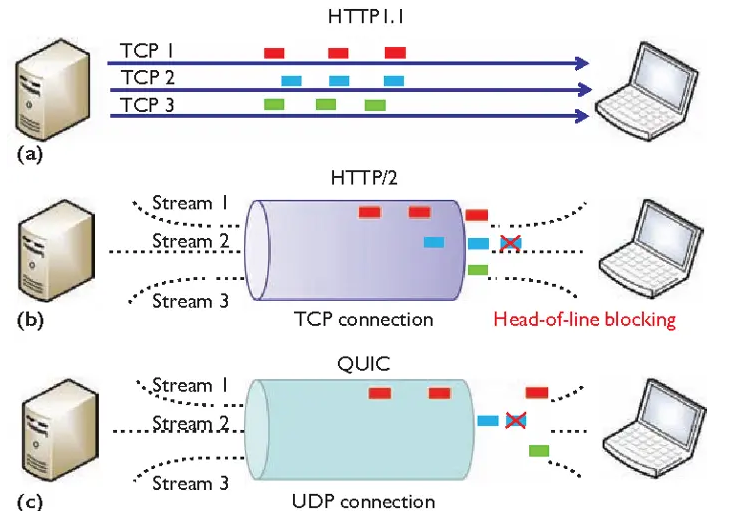 HTTP1.1
TCP 1
TCP 2
TCP 3
(a)
HTTP/2
Stream 1
Stream 2
Stream 3
(b)
TCP connection
Head-of-line blocking
QUIC
Stream 1
Stream 2
Stream 3
(c)
UDP connection